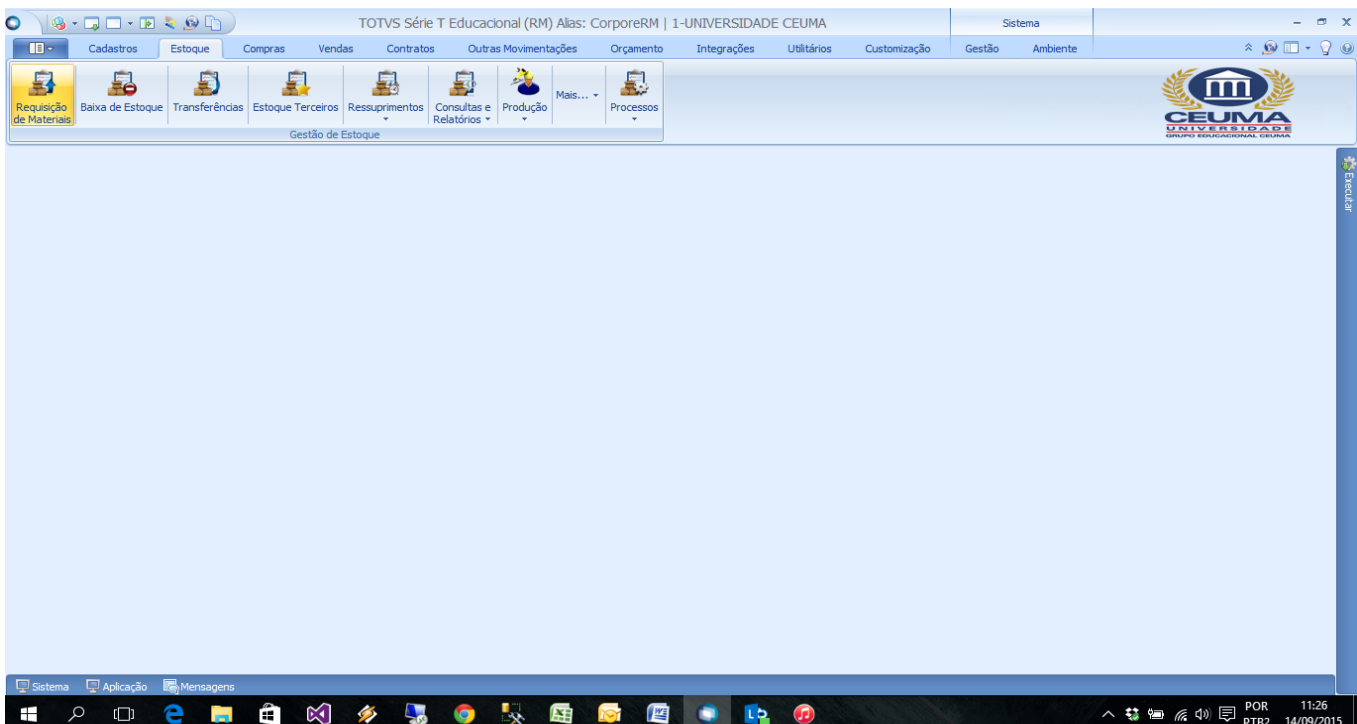 TOTVS Série T Educacional (RM) Alias: CorporeRM | 1-UNIVERSIDADE CEUMA
Sistema
Cadastros Estoque Compras Vendas Contratos Outras Movimentações Orçamento Integrações Utilitários Customização Gestão Ambiente
Requisição de Materiais
Baixa de Estoque
Transferências
Estoque Terceiros
Ressuprimentos
Consultas e Relatórios
Produção
Mais...
Processos
Gestão de Estoque
CEUMA
UNIVERSIDADE
GRUPO EDUCACIONAL CEUMA
Executar
Sistema Aplicação Mensagens
POR 11:26
PTB2 14/09/2015